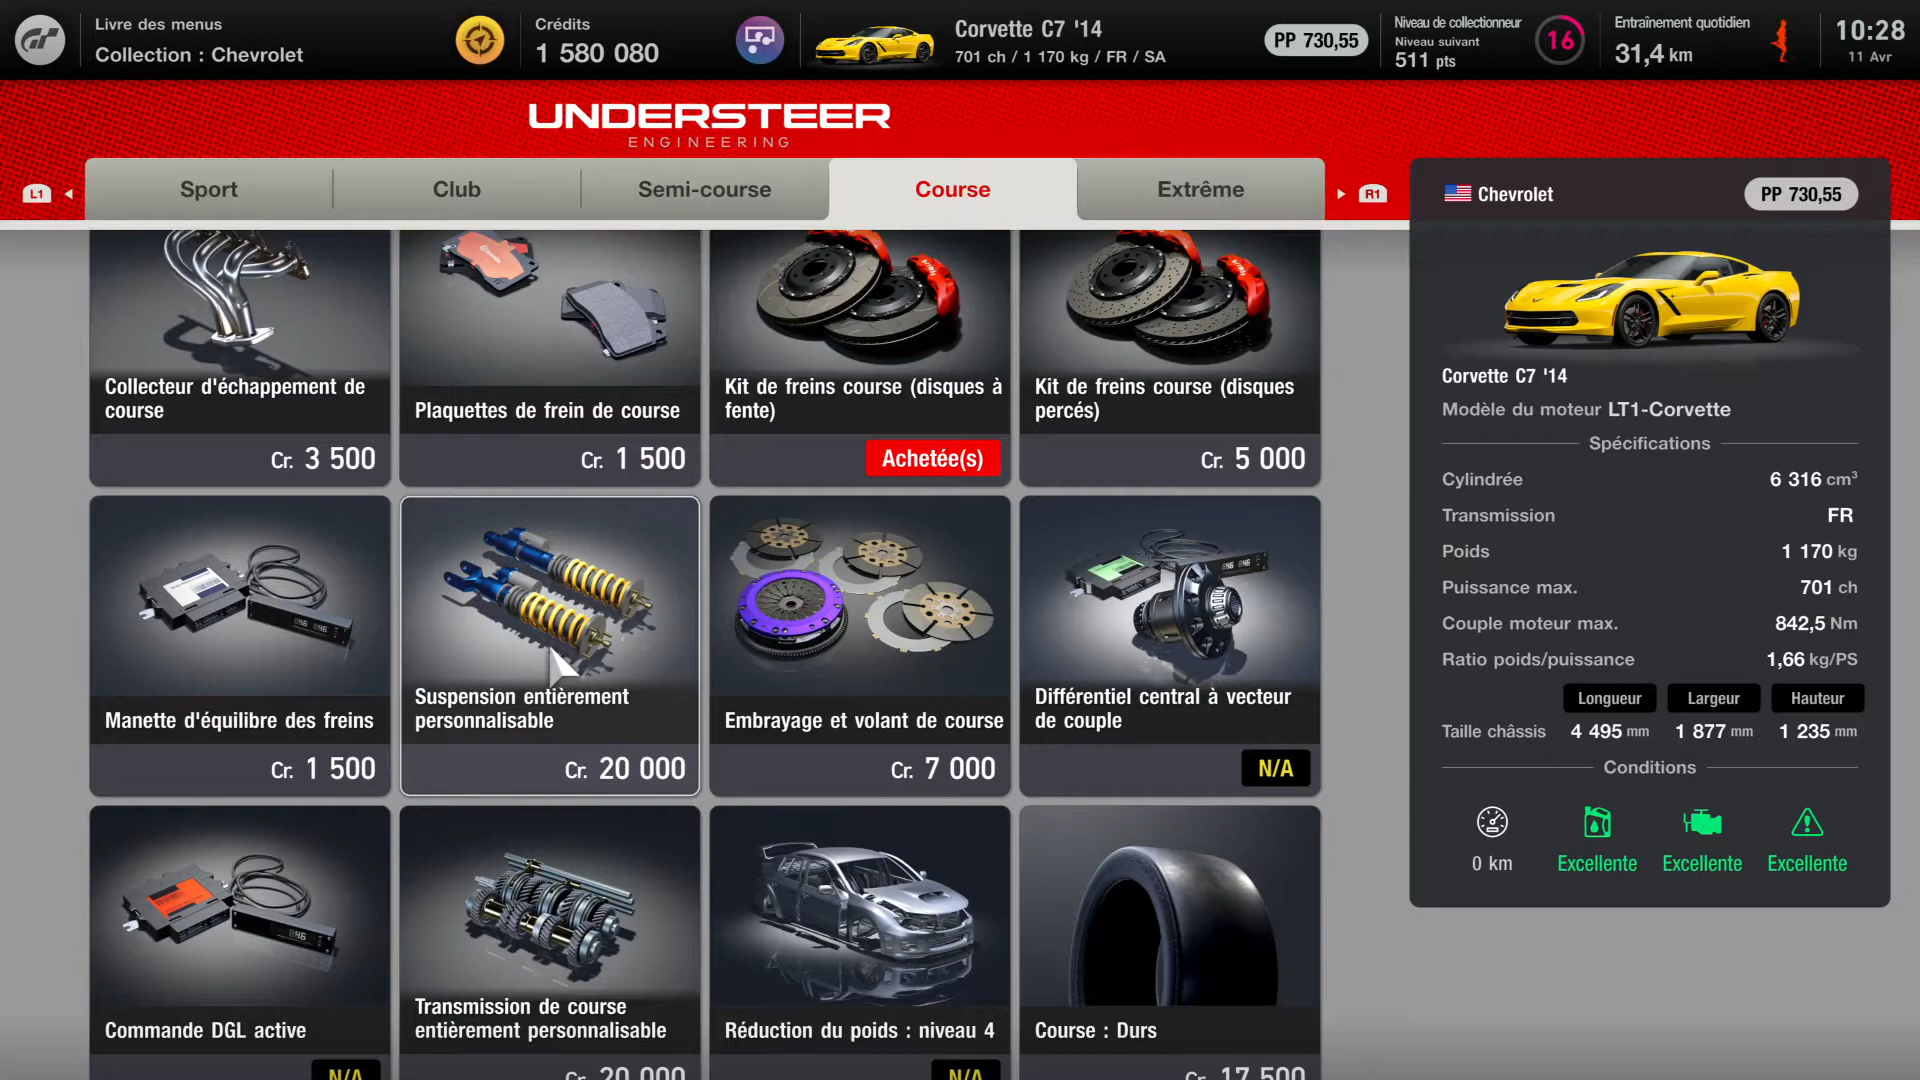 Livre des menus
Collection : Chevrolet
Crédits
1 580 080
Corvette C7 '14
701 ch / 1 170 kg / FR / SA
PP 730,55
Niveau de collectionneur
Niveau suivant
511 pts
16
Entraînement quotidien
31,4 km
10:28
11 Avr
UNDERSTEER
ENGINEERING
L1
Sport
Club
Semi-course
Course
Extrême
R1
Collecteur d'échappement de
course
Cr. 3 500
Plaquettes de frein de course
Cr. 1 500
Kit de freins course (disques à
fente)
Achetée(s)
Kit de freins course (disques
percés)
Cr. 5 000
Manette d'équilibre des freins
Cr. 1 500
Suspension entièrement
personnalisable
Cr. 20 000
Embrayage et volant de course
Cr. 7 000
Différentiel central à vecteur
de couple
N/A
Commande DGL active
N/A
Transmission de course
entièrement personnalisable
Cr. 20 000
Réduction du poids : niveau 4
N/A
Course : Durs
Cr. 17 500
Chevrolet
PP 730,55
Corvette C7 '14
Modèle du moteur LT1-Corvette
Spécifications
Cylindrée 6 316 cm³
Transmission FR
Poids 1 170 kg
Puissance max. 701 ch
Couple moteur max. 842,5 Nm
Ratio poids/puissance 1,66 kg/PS
Longueur Largeur Hauteur
Taille châssis 4 495 mm 1 877 mm 1 235 mm
Conditions
0 km
Excellente
Excellente
Excellente